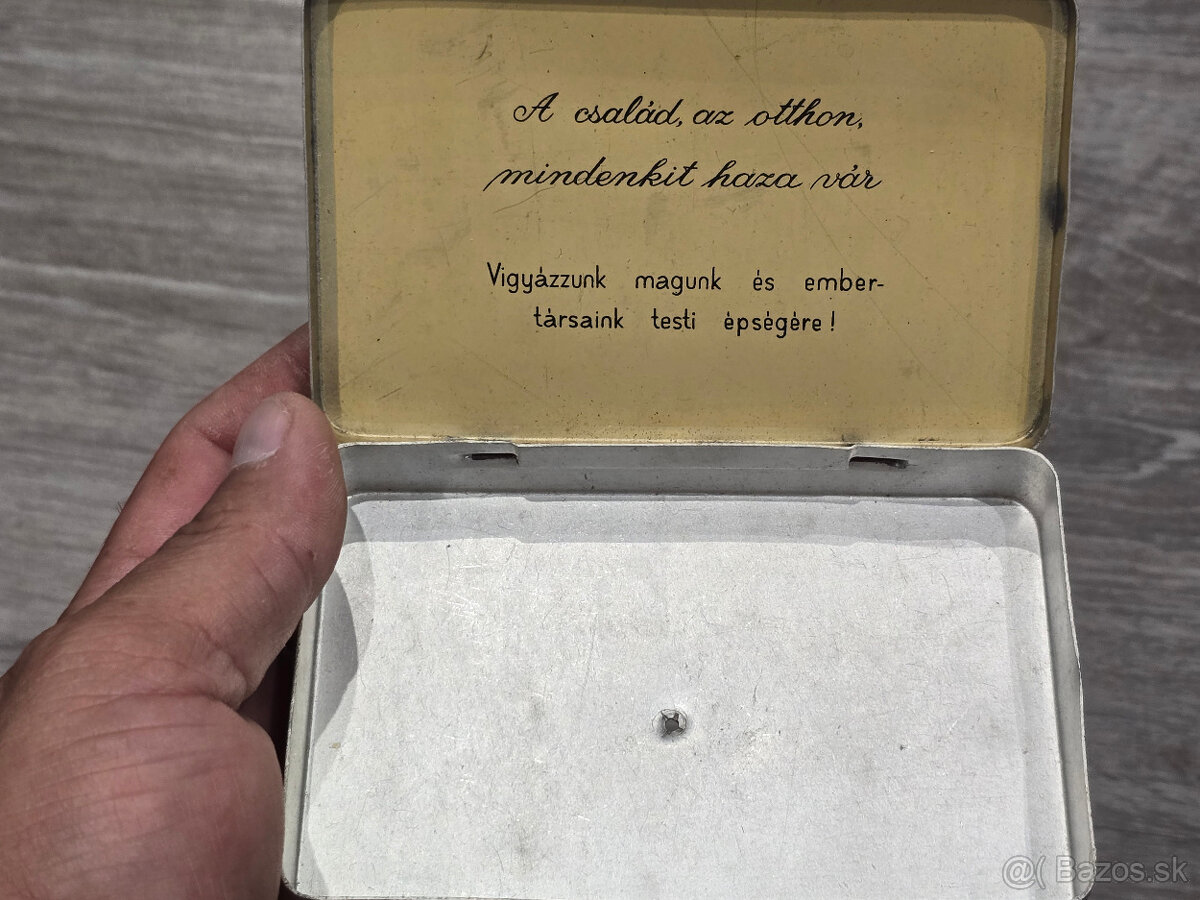 A család, az otthon,
mindenkit haza vár
Vigyázzunk magunk és ember-
társaink testi épségére!
@( Bazos.sk